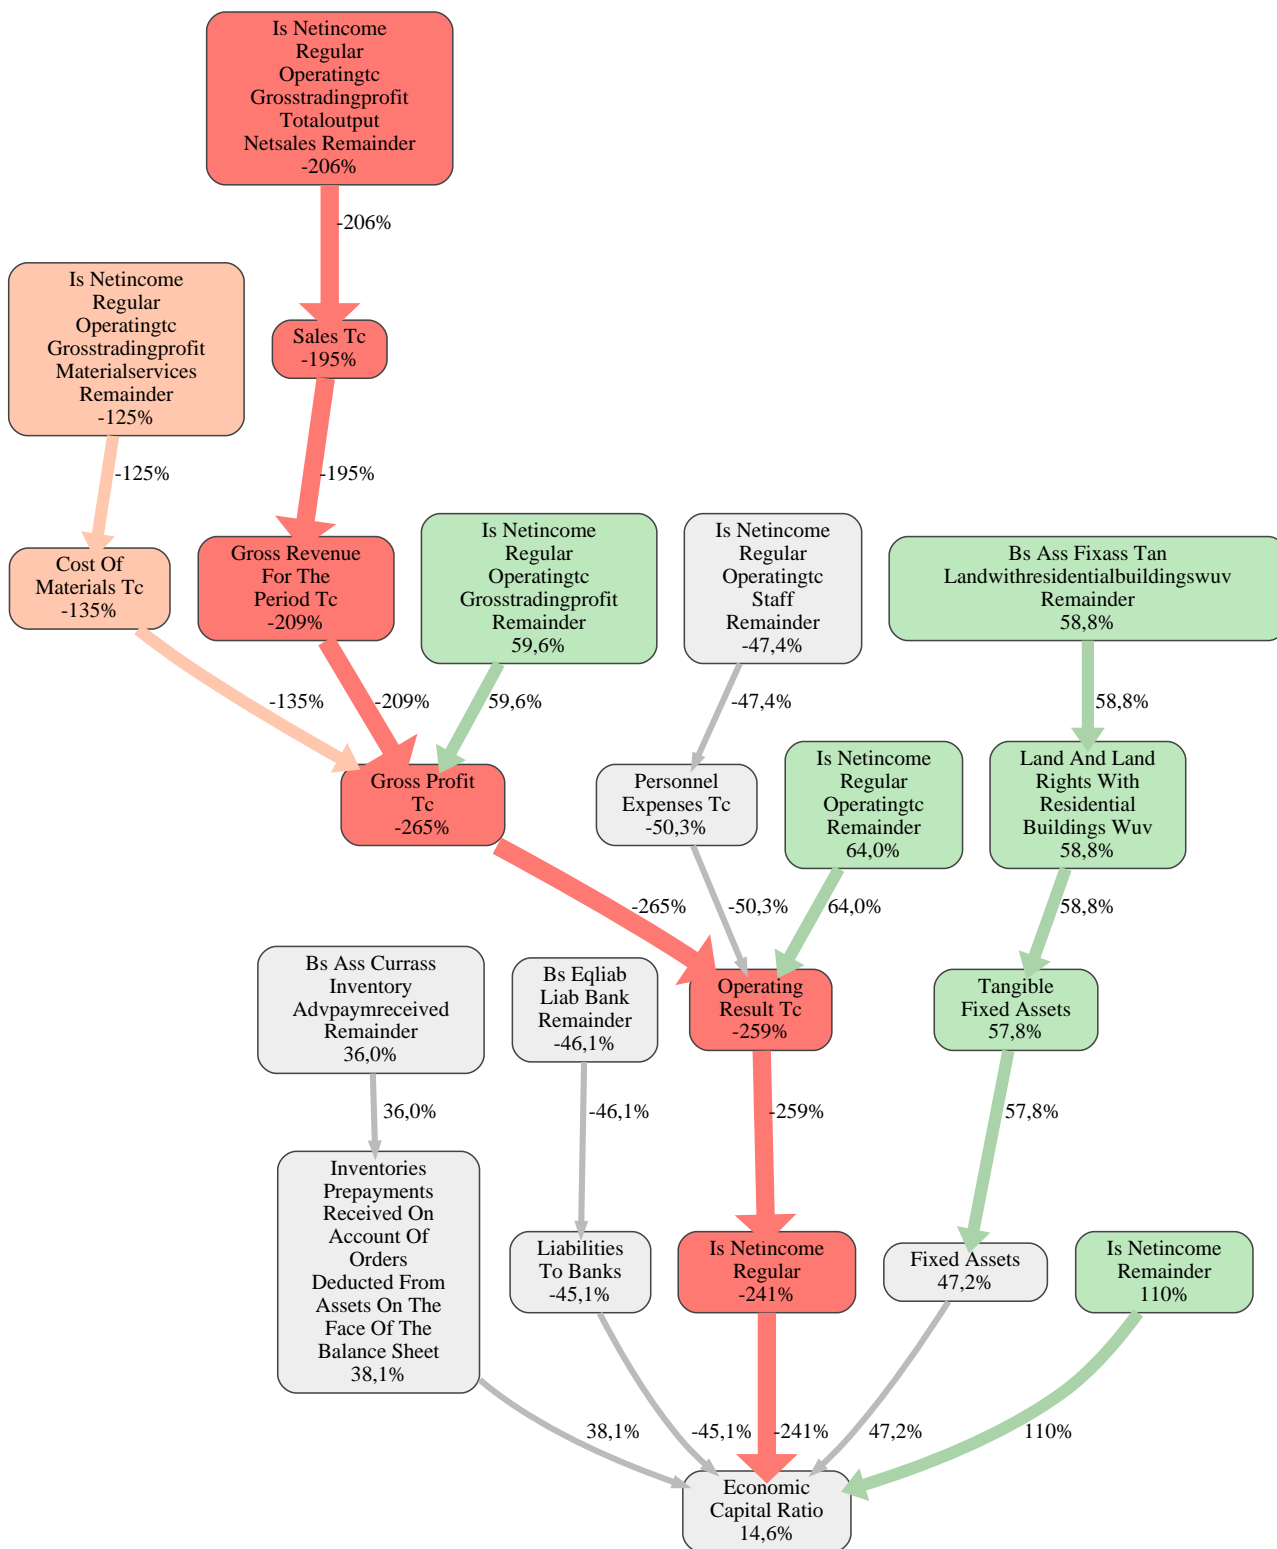 Is Netincome
Regular
Operatingtc
Grosstradingprofit
Totaloutput
Netsales Remainder
-206%
-206%
Is Netincome
Regular
Operatingtc
Grosstradingprofit
Materialservices
Remainder
-125%
Sales Tc
-195%
-125%
-195%
Cost Of
Materials Tc
-135%
Gross Revenue
For The
Period Tc
-209%
Is Netincome
Regular
Operatingtc
Grosstradingprofit
Remainder
59,6%
Is Netincome
Regular
Operatingtc
Staff
Remainder
-47,4%
Bs Ass Fixass Tan
Landwithresidentialbuildingswuv
Remainder
58,8%
-135%
-209%
59,6%
-47,4%
58,8%
Gross Profit
Tc
-265%
Personnel
Expenses Tc
-50,3%
Is Netincome
Regular
Operatingtc
Remainder
64,0%
Land And Land
Rights With
Residential
Buildings Wuv
58,8%
-265%
-50,3%
64,0%
58,8%
Bs Ass Currass
Inventory
Advpaymreceived
Remainder
36,0%
Bs Eqliab
Liab Bank
Remainder
-46,1%
Operating
Result Tc
-259%
Tangible
Fixed Assets
57,8%
36,0%
-46,1%
-259%
57,8%
Inventories
Prepayments
Received On
Account Of
Orders
Deducted From
Assets On The
Face Of The
Balance Sheet
38,1%
Liabilities
To Banks
-45,1%
Is Netincome
Regular
-241%
Fixed Assets
47,2%
Is Netincome
Remainder
110%
38,1%
-45,1%
-241%
47,2%
110%
Economic
Capital Ratio
14,6%